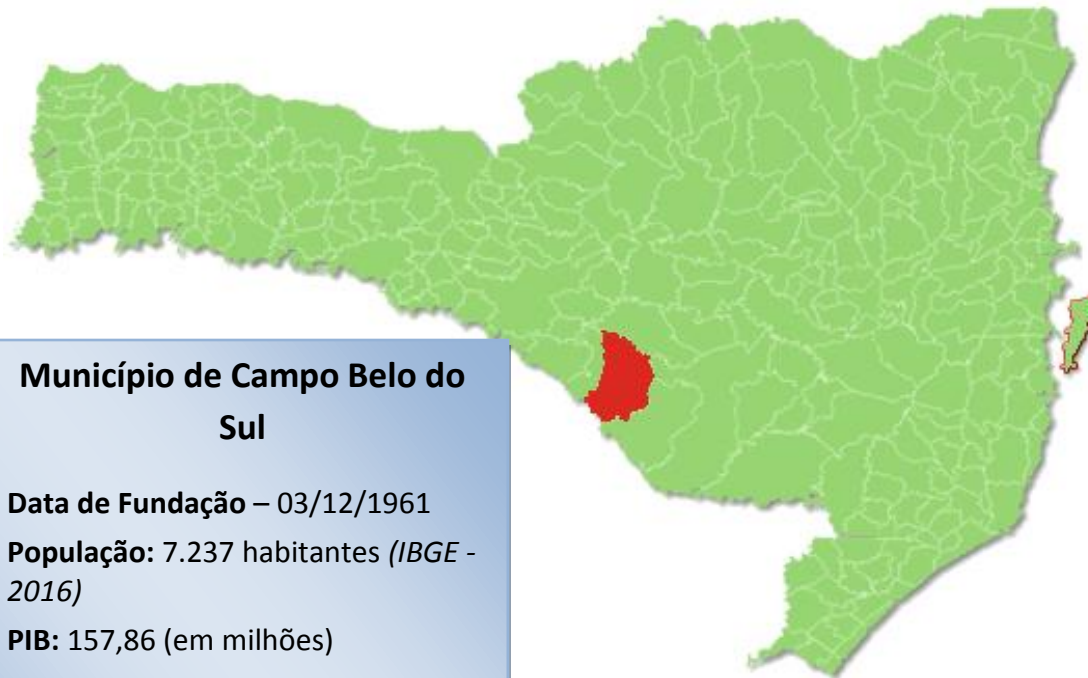 Município de Campo Belo do
Sul
Data de Fundação – 03/12/1961
População: 7.237 habitantes (IBGE -
2016)
PIB: 157,86 (em milhões)